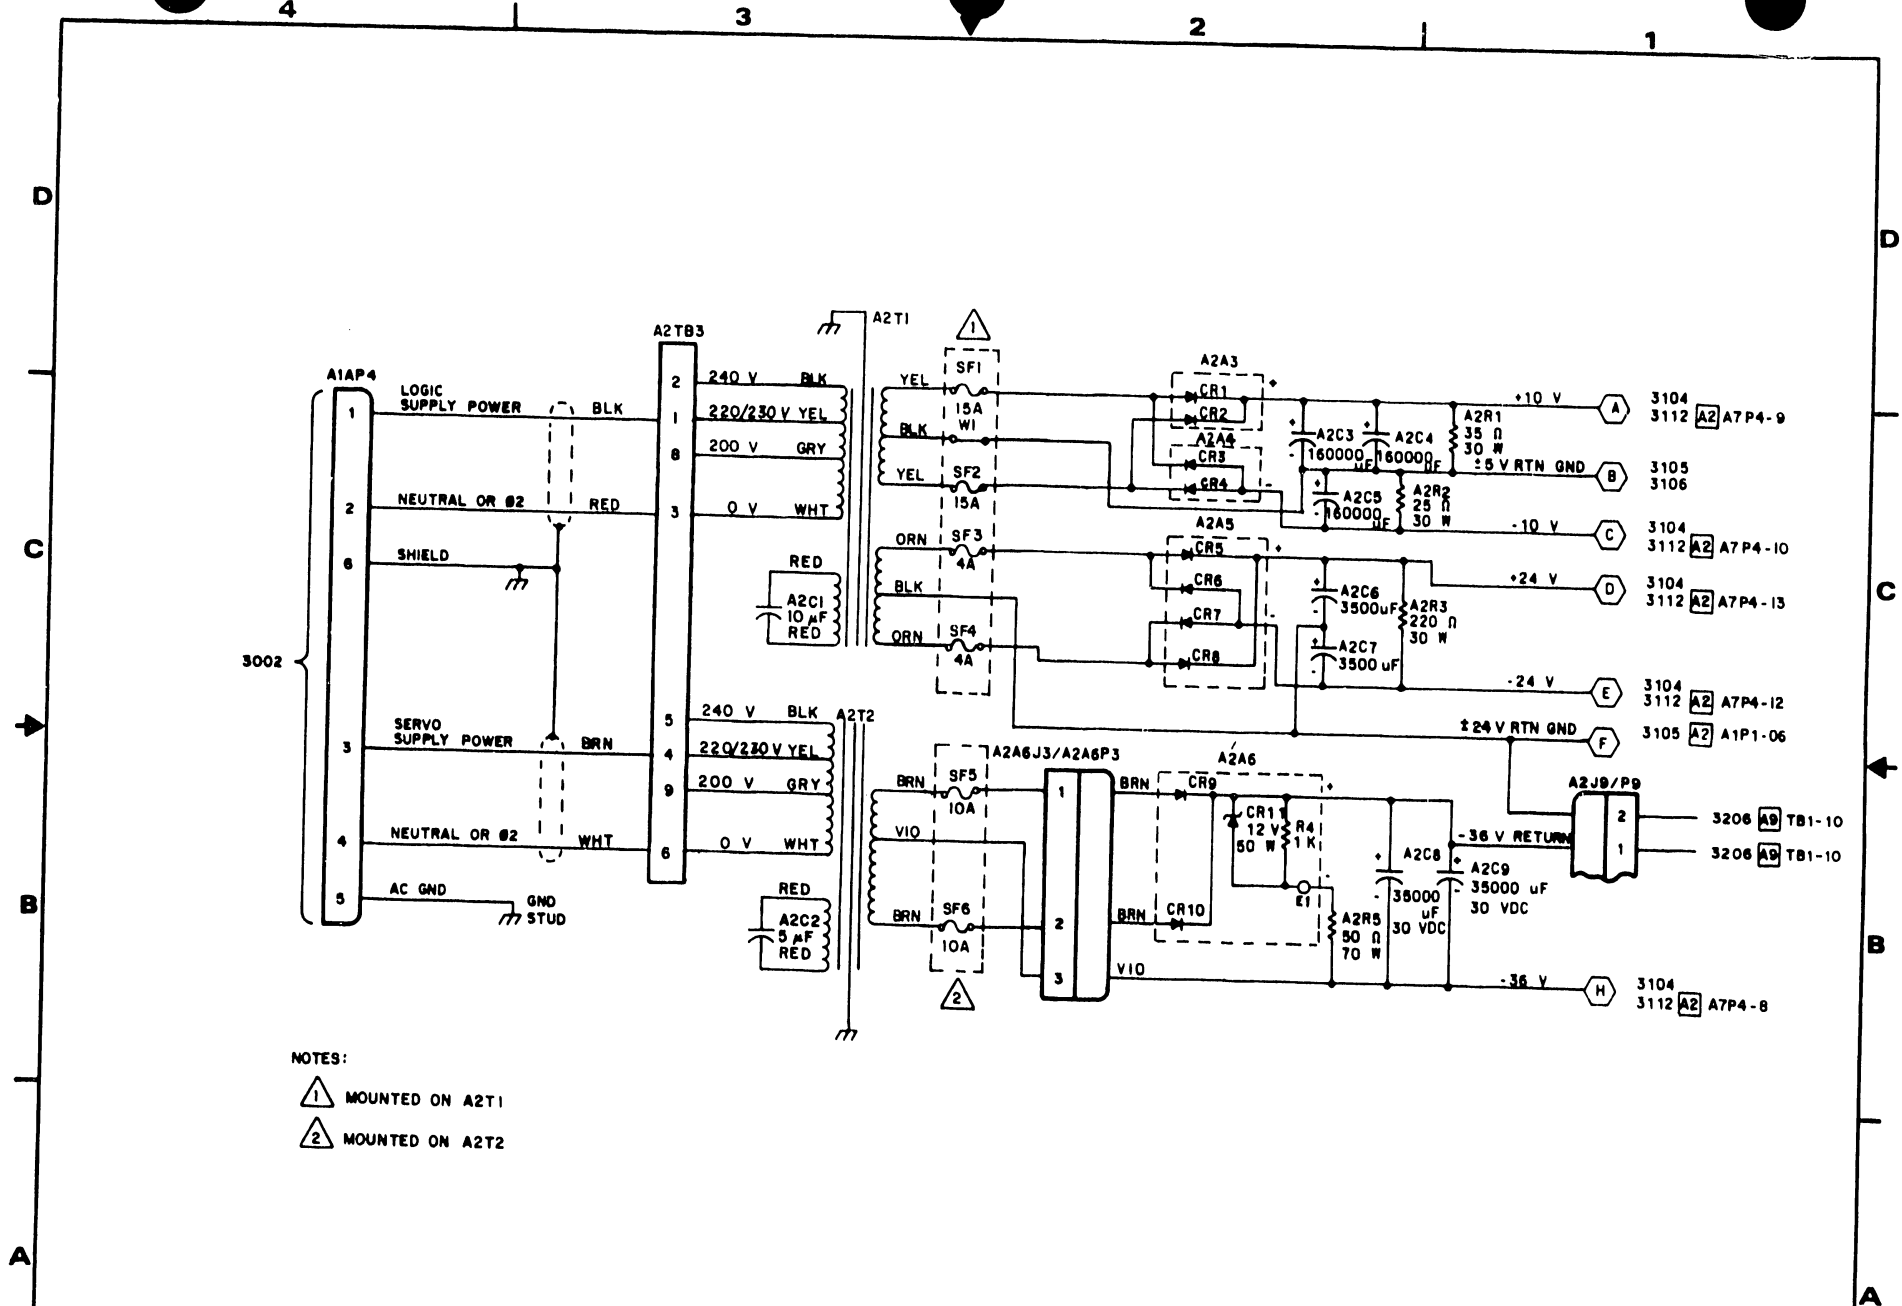 4 3 2 1
D D
C C
B B
A A
A1AP4
3002
1 LOGIC
SUPPLY POWER BLK
2 NEUTRAL OR Ø2 RED
6 SHIELD
3 SERVO
SUPPLY POWER BRN
4 NEUTRAL OR Ø2 WHT
5 AC GND
GND
STUD
A2TB3
2 240 V BLK
1 220/230 V YEL
8 200 V GRY
3 0 V WHT
5 240 V BLK
4 220/230 V YEL
9 200 V GRY
6 0 V WHT
A2T1
RED
A2C1
10 µF
RED
A2T2
RED
A2C2
5 µF
RED
1
YEL SF1
15A
BLK W1
YEL SF2
15A
ORN SF3
4A
BLK
ORN SF4
4A
BRN SF5
10A
VIO
BRN SF6
10A
2
A2A3
CR1
CR2
+
A2A4
CR3
CR4
-
A2A5
CR5
CR6
CR7
CR8
+
-
+ A2C3
- 160000
µF
+ A2C4
160000
µF
A2R1
35 Ω
30 W
+ A2C5
- 160000
µF
A2R2
25 Ω
30 W
+ A2C6
- 3500uF
+ A2C7
- 3500uF
A2R3
220 Ω
30 W
A2A6J3/A2A6P3
1 BRN
2 BRN
3 VIO
A2A6
CR9
CR10
CR11
12 V
50 W
R4
1 K
+
-
E1
A2R5
50 Ω
70 W
+ A2C8
- 35000
uF
30 VDC
+ A2C9
- 35000 uF
30 VDC
+10 V A 3104
3112 A2 A7P4-9
±5 V RTN GND B 3105
3106
-10 V C 3104
3112 A2 A7P4-10
+24 V D 3104
3112 A2 A7P4-13
-24 V E 3104
3112 A2 A7P4-12
±24 V RTN GND F 3105 A2 A1P1-06
A2J9/P9
2 3206 A9 TB1-10
-36 V RETURN 1 3206 A9 TB1-10
-36 V H 3104
3112 A2 A7P4-8
NOTES:
1 MOUNTED ON A2T1
2 MOUNTED ON A2T2